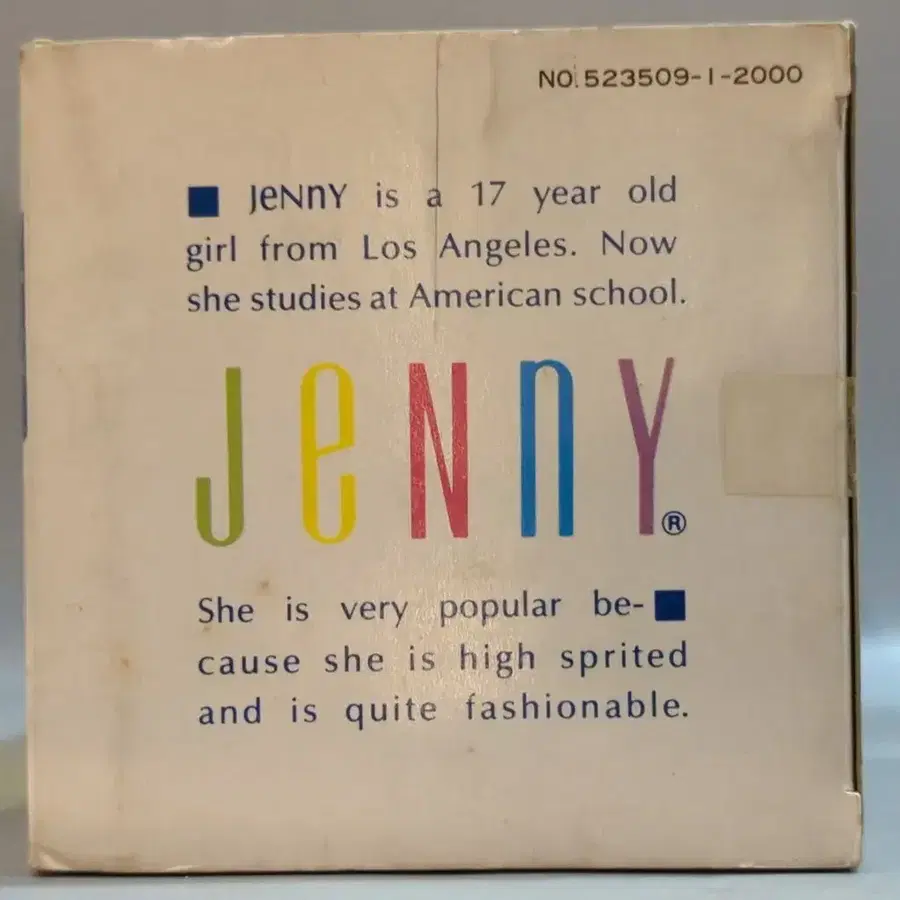 NO.523509-1-2000
■ JeNNY is a 17 year old
girl from Los Angeles. Now
she studies at American school.
JeNnY®
She is very popular be-■
cause she is high sprited
and is quite fashionable.